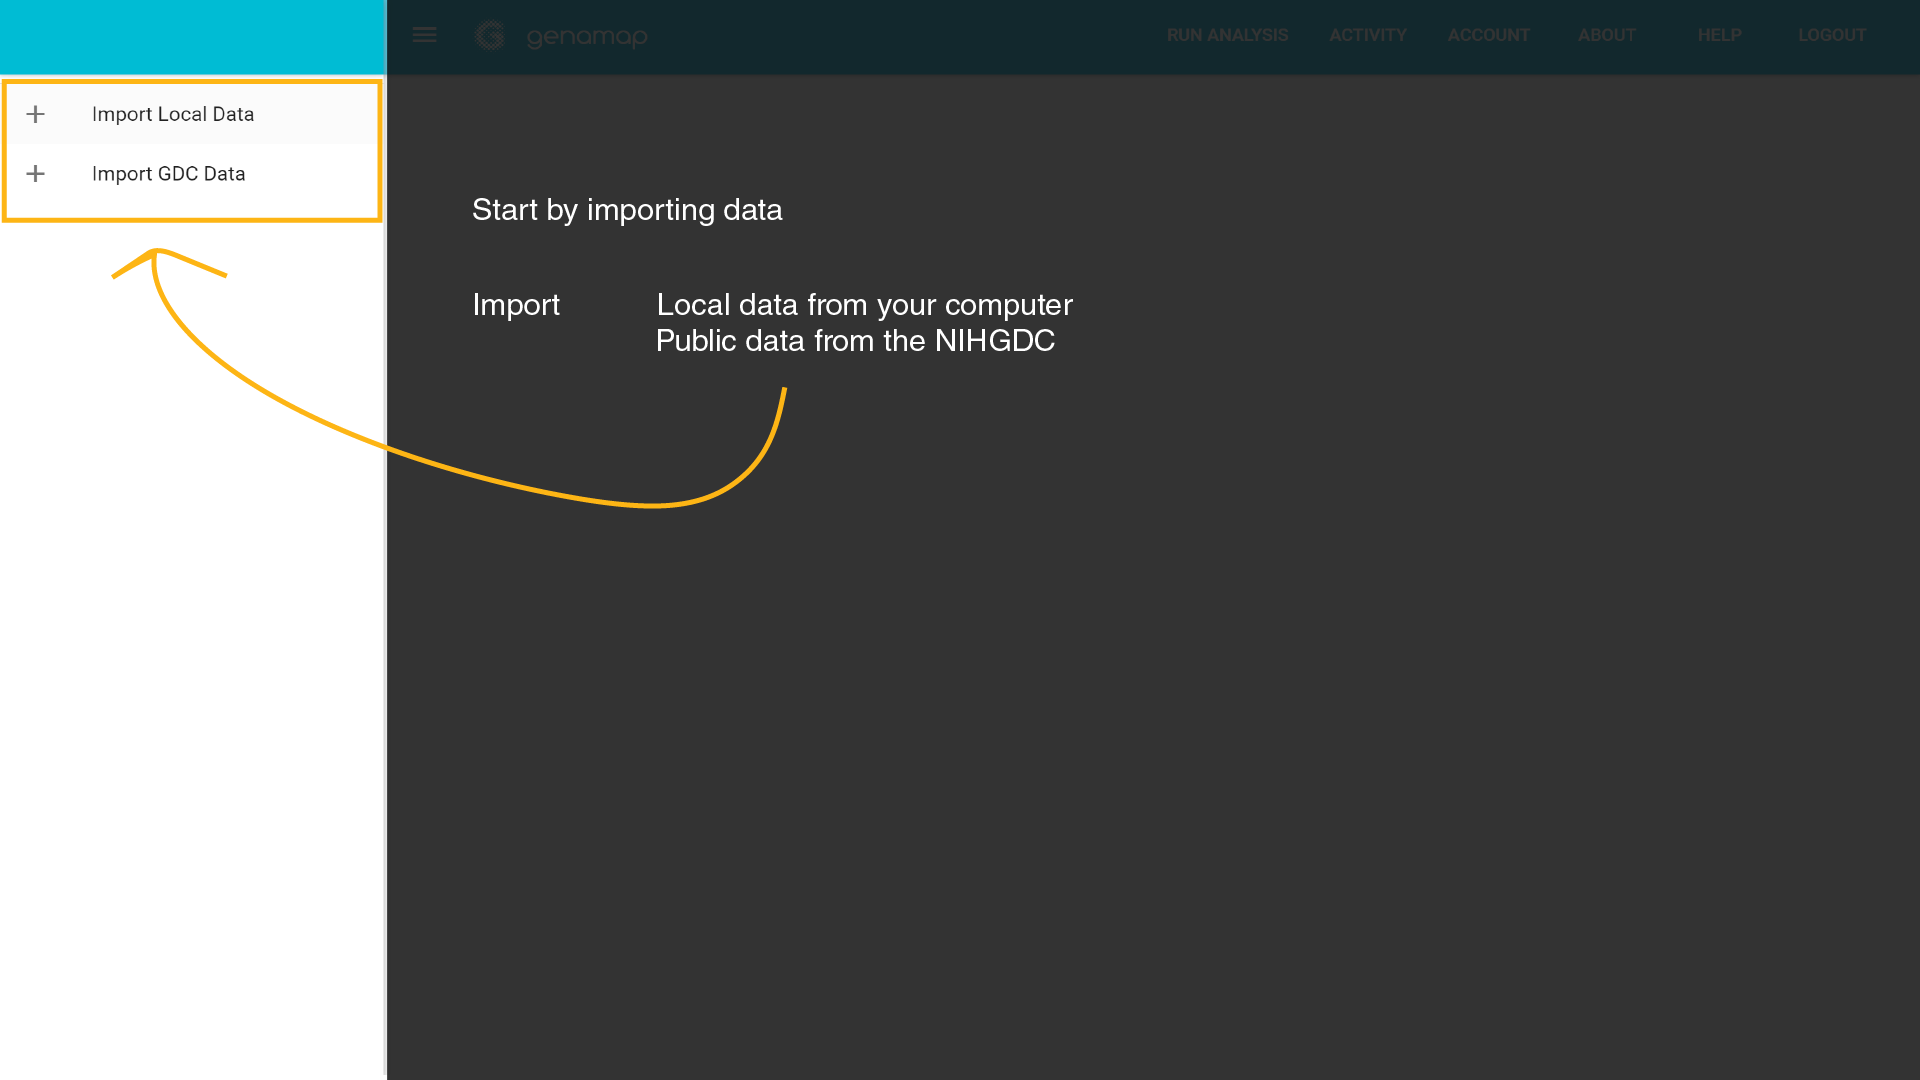 genamap
RUN ANALYSIS ACTIVITY ACCOUNT ABOUT HELP LOGOUT
Import Local Data
Import GDC Data
Start by importing data
Import Local data from your computer
Public data from the NIHGDC